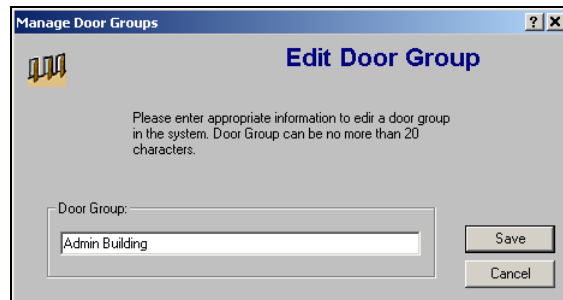 Manage Door Groups
Edit Door Group
Please enter appropriate information to edir a door group
in the system. Door Group can be no more than 20
characters.
Door Group:
Admin Building
Save
Cancel